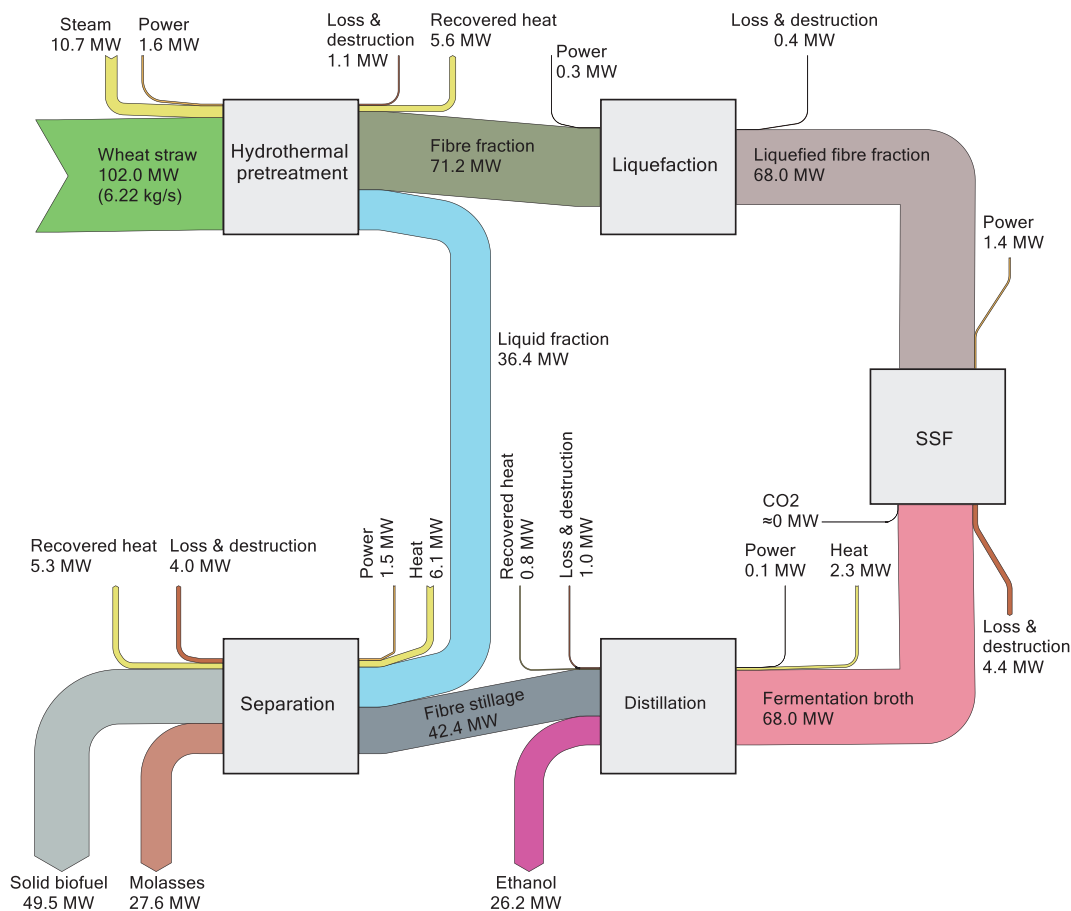 Steam
10.7 MW
Power
1.6 MW
Loss &
destruction
1.1 MW
Recovered heat
5.6 MW
Power
0.3 MW
Loss & destruction
0.4 MW
Wheat straw
102.0 MW
(6.22 kg/s)
Hydrothermal
pretreatment
Fibre fraction
71.2 MW
Liquefaction
Liquefied fibre fraction
68.0 MW
Power
1.4 MW
Liquid fraction
36.4 MW
SSF
CO2
≈0 MW
Recovered heat
5.3 MW
Loss & destruction
4.0 MW
Power
1.5 MW
Heat
6.1 MW
Recovered heat
0.8 MW
Loss & destruction
1.0 MW
Power
0.1 MW
Heat
2.3 MW
Loss &
destruction
4.4 MW
Separation
Fibre stillage
42.4 MW
Distillation
Fermentation broth
68.0 MW
Solid biofuel
49.5 MW
Molasses
27.6 MW
Ethanol
26.2 MW